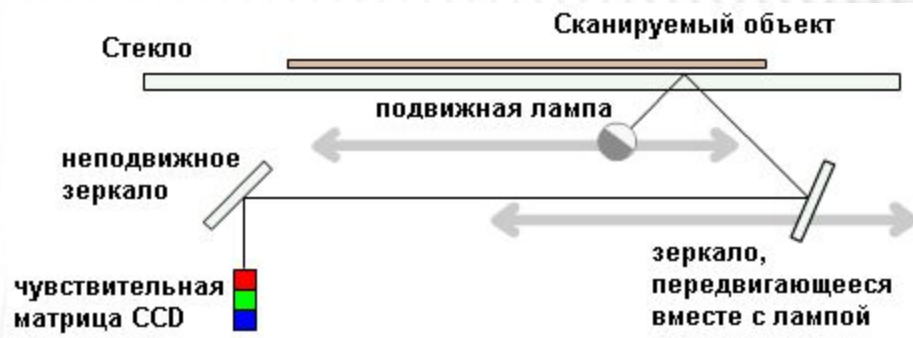 Сканируемый объект
Стекло
подвижная лампа
неподвижное
зеркало
зеркало,
передвигающееся
вместе с лампой
чувствительная
матрица CCD